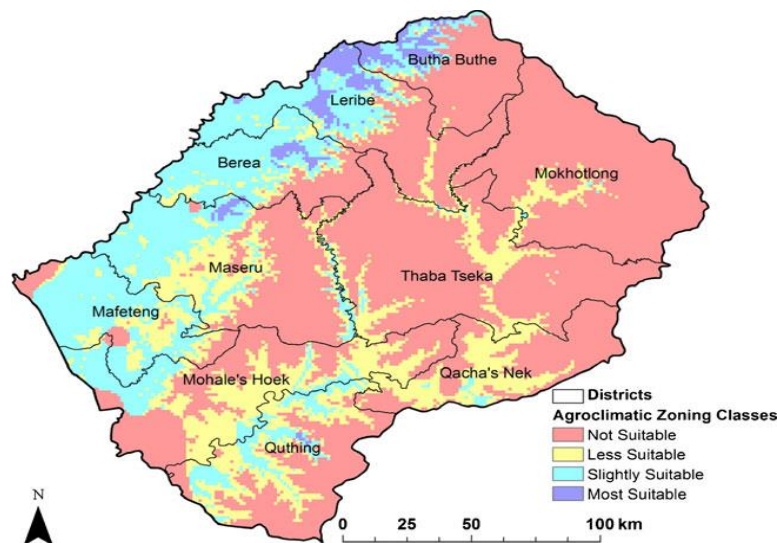 Butha Buthe
Leribe
Berea
Mokhotlong
Maseru
Thaba Tseka
Mafeteng
Mohale's Hoek
Qacha's Nek
Quthing
Districts
Agroclimatic Zoning Classes
Not Suitable
Less Suitable
Slightly Suitable
Most Suitable
N
0 25 50 100 km